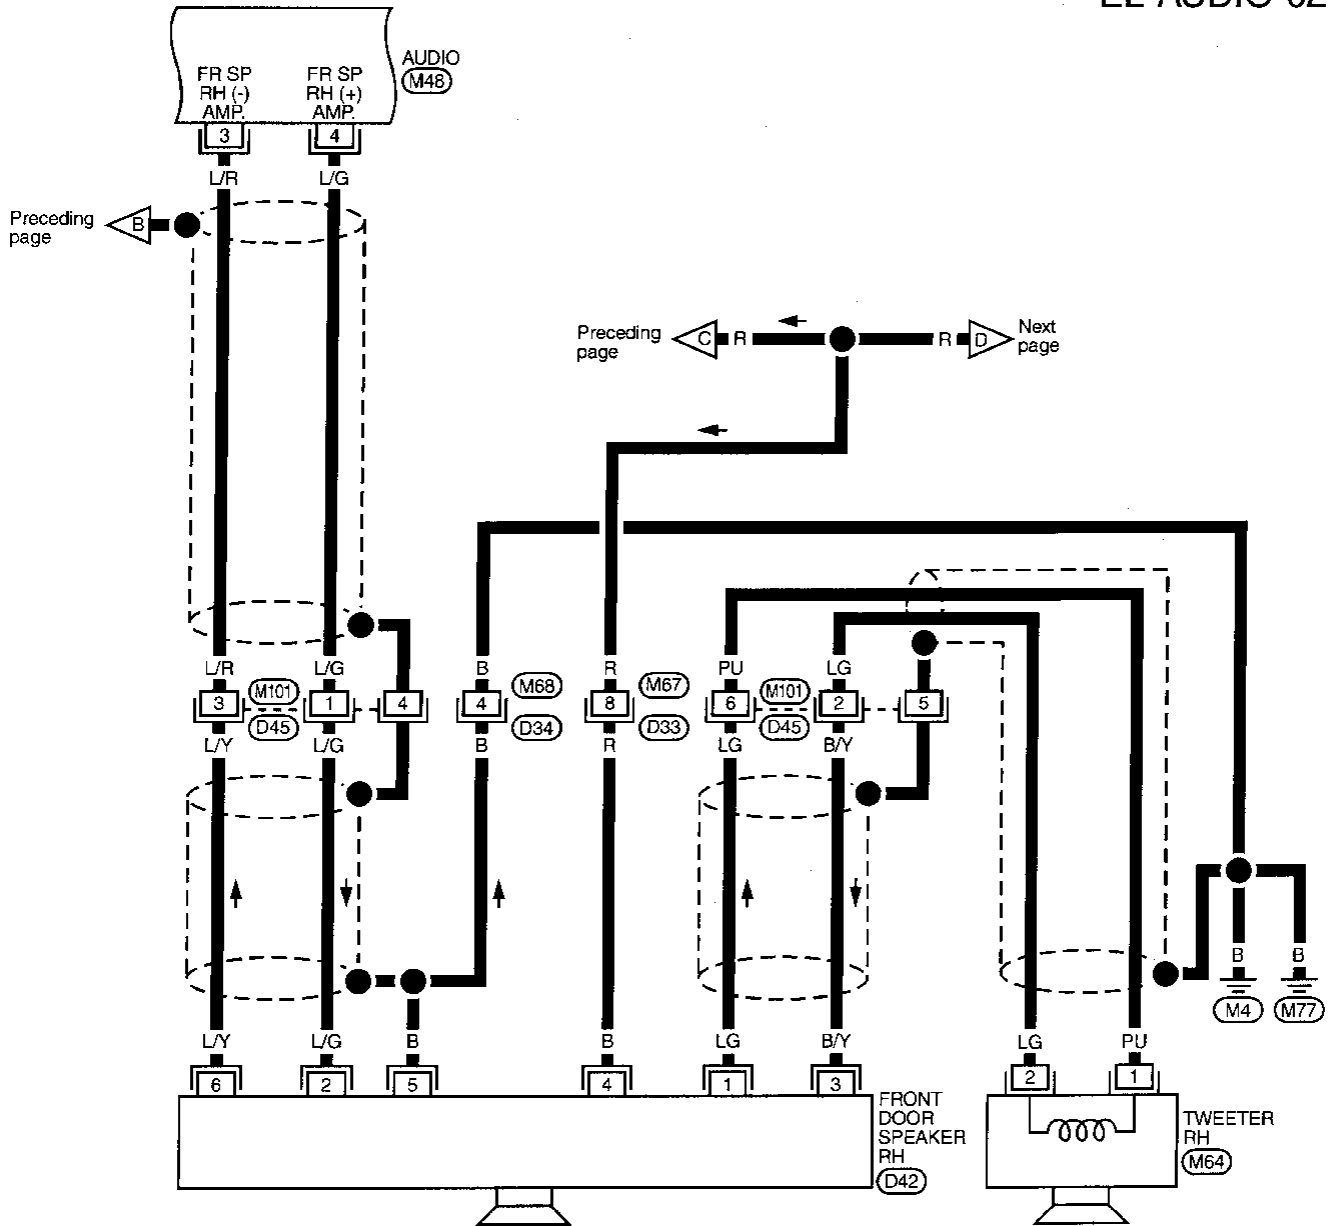 AUDIO
M48
FR SP
RH (-)
AMP.
FR SP
RH (+)
AMP.
3
4
L/R
L/G
Preceding
page
B
Preceding
page
C
R
R
D
Next
page
L/R
L/G
B
R
PU
LG
3
M101
1
4
4
M68
8
M67
6
M101
2
5
D45
D34
D33
D45
L/Y
L/G
B
R
LG
B/Y
B
B
M4
M77
L/Y
L/G
B
B
LG
B/Y
LG
PU
6
2
5
4
1
3
2
1
FRONT
DOOR
SPEAKER
RH
D42
TWEETER
RH
M64